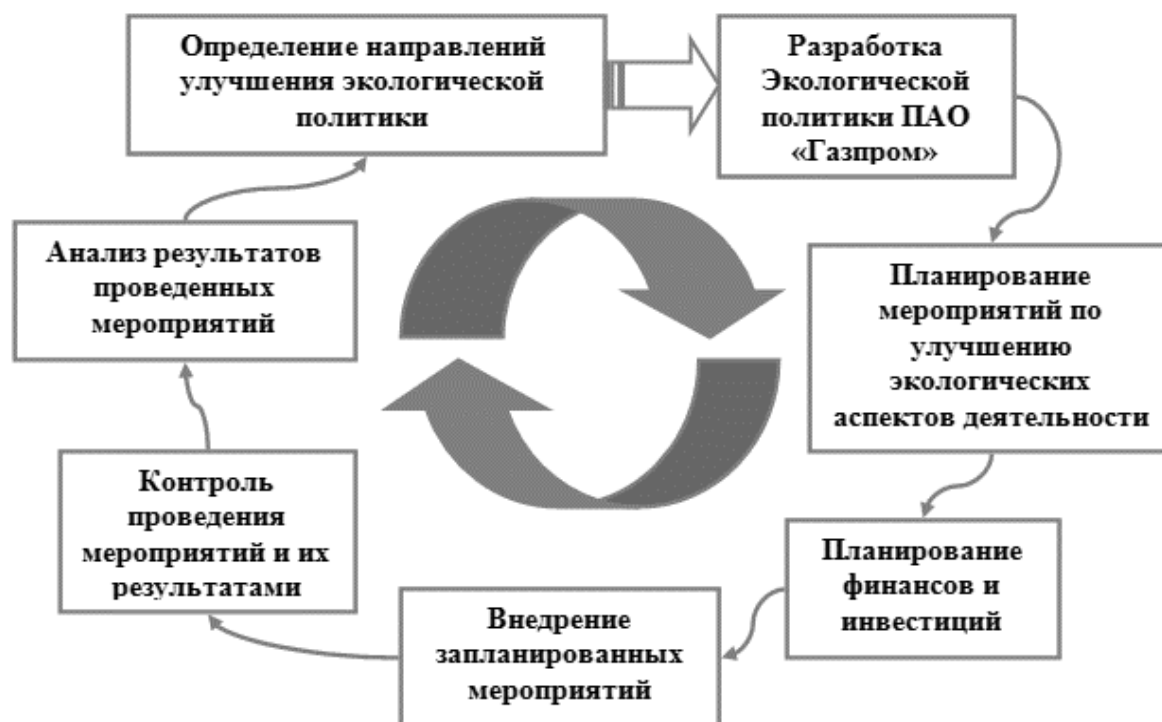 Определение направлений
улучшения экологической
политики
Разработка
Экологической
политики ПАО
«Газпром»
Планирование
мероприятий по
улучшению
экологических
аспектов деятельности
Планирование
финансов и
инвестиций
Внедрение
запланированных
мероприятий
Контроль
проведения
мероприятий и их
результатами
Анализ результатов
проведенных
мероприятий